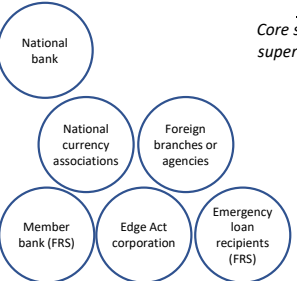 National
bank
Core s
super
National
currency
associations
Foreign
branches or
agencies
Member
bank (FRS)
Edge Act
corporation
Emergency
loan
recipients
(FRS)